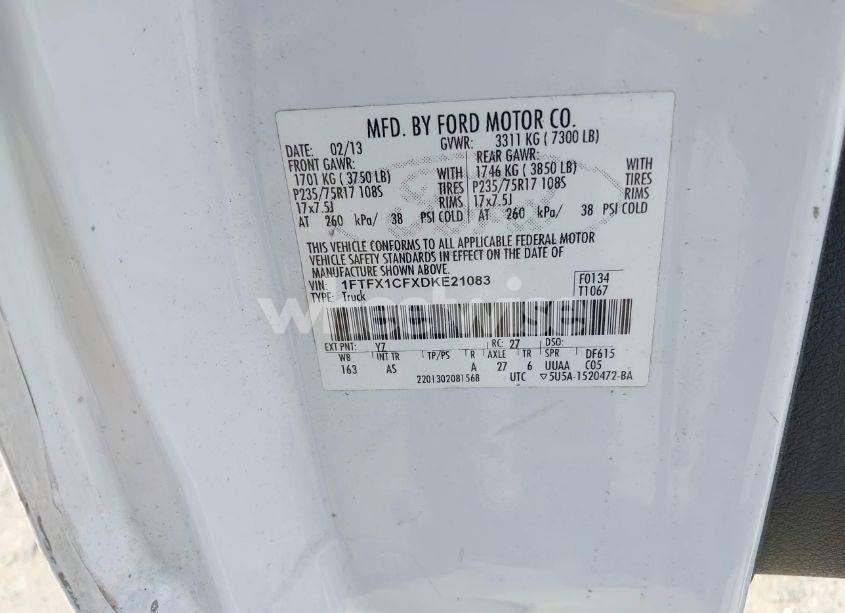 MFD. BY FORD MOTOR CO.
DATE: 02/13 GVWR: 3311 KG ( 7300 LB)
FRONT GAWR: REAR GAWR:
1701 KG ( 3750 LB) WITH 1746 KG ( 3850 LB) WITH
P235/75R17 108S TIRES P235/75R17 108S TIRES
17x7.5J RIMS 17x7.5J RIMS
AT 260 kPa/ 38 PSI COLD AT 260 kPa/ 38 PSI COLD
THIS VEHICLE CONFORMS TO ALL APPLICABLE FEDERAL MOTOR
VEHICLE SAFETY STANDARDS IN EFFECT ON THE DATE OF
MANUFACTURE SHOWN ABOVE.
VIN: 1FTFX1CFXDKE21083 F0134
TYPE: Truck T1067
wheelwise
EXT PNT: YZ RC: 27 DSO:
WB INT TR TP/PS R AXLE TR SPR DF615
163 AS A 27 6 UUAA C05
2201302081568 UTC ▽5U5A-1520472-BA